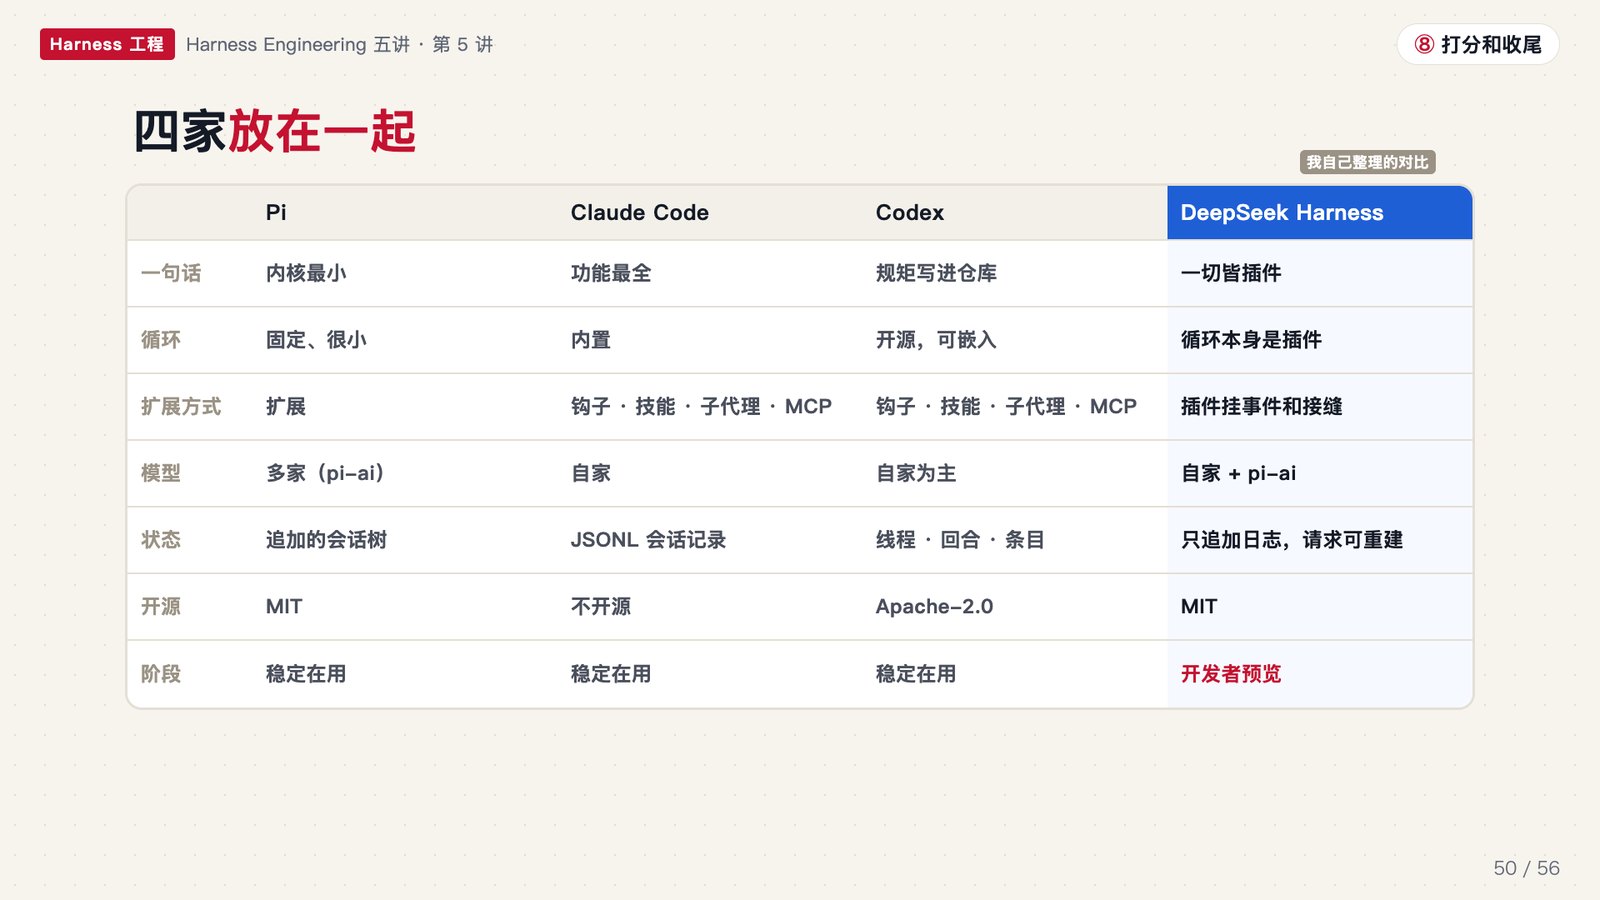 Harness 工程 Harness Engineering 五讲 · 第 5 讲
⑧ 打分和收尾
四家放在一起
我自己整理的对比
Pi Claude Code Codex DeepSeek Harness
一句话 内核最小 功能最全 规矩写进仓库 一切皆插件
循环 固定、很小 内置 开源，可嵌入 循环本身是插件
扩展方式 扩展 钩子 · 技能 · 子代理 · MCP 钩子 · 技能 · 子代理 · MCP 插件挂事件和接缝
模型 多家（pi-ai） 自家 自家为主 自家 + pi-ai
状态 追加的会话树 JSONL 会话记录 线程 · 回合 · 条目 只追加日志，请求可重建
开源 MIT 不开源 Apache-2.0 MIT
阶段 稳定在用 稳定在用 稳定在用 开发者预览
50 / 56